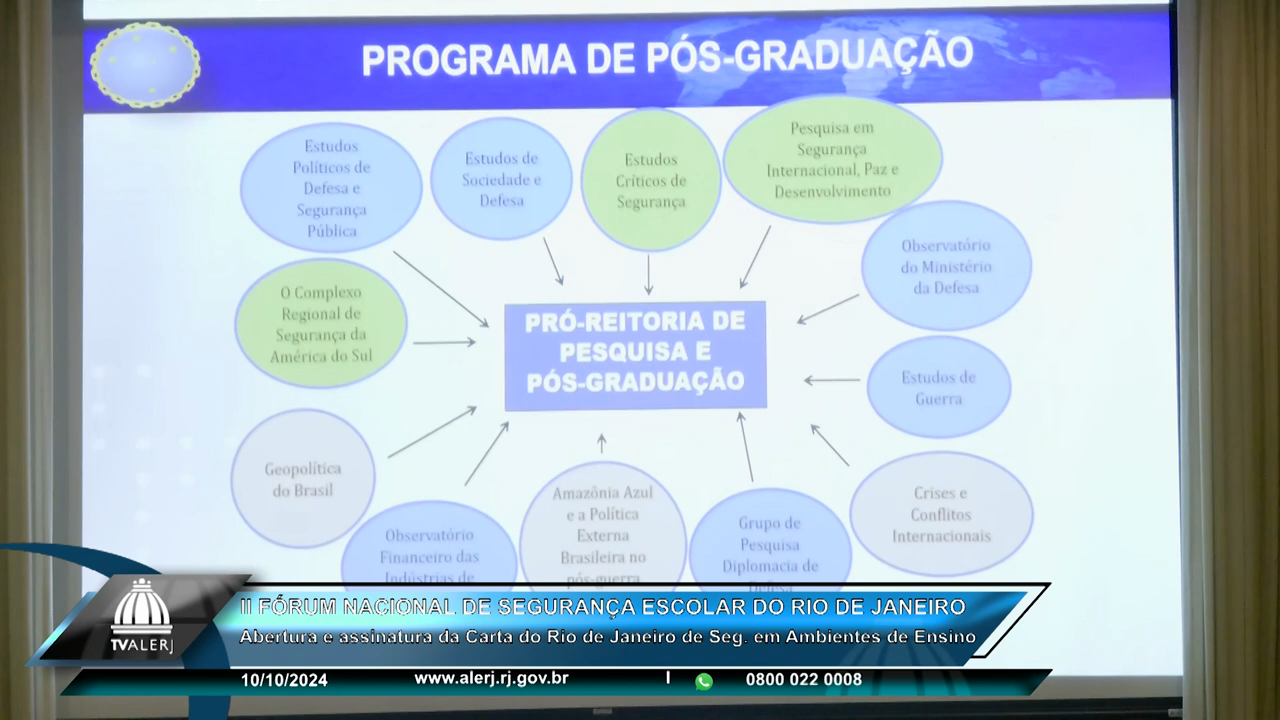 PROGRAMA DE PÓS-GRADUAÇÃO
Estudos
Políticos de
Defesa e
Segurança
Pública
Estudos de
Sociedade e
Defesa
Estudos
Críticos de
Segurança
Pesquisa em
Segurança
Internacional, Paz e
Desenvolvimento
Observatório
do Ministério
da Defesa
O Complexo
Regional de
Segurança da
América do Sul
PRÓ-REITORIA DE
PESQUISA E
PÓS-GRADUAÇÃO
Estudos de
Guerra
Geopolítica
do Brasil
Observatório
Financeiro das
Indústrias de
Amazônia Azul
e a Política
Externa
Brasileira no
pós-guerra
Grupo de
Pesquisa
Diplomacia de
Defesa
Crises e
Conflitos
Internacionais
II FÓRUM NACIONAL DE SEGURANÇA ESCOLAR DO RIO DE JANEIRO
Abertura e assinatura da Carta do Rio de Janeiro de Seg. em Ambientes de Ensino
TVALERJ
10/10/2024 www.alerj.rj.gov.br | 0800 022 0008